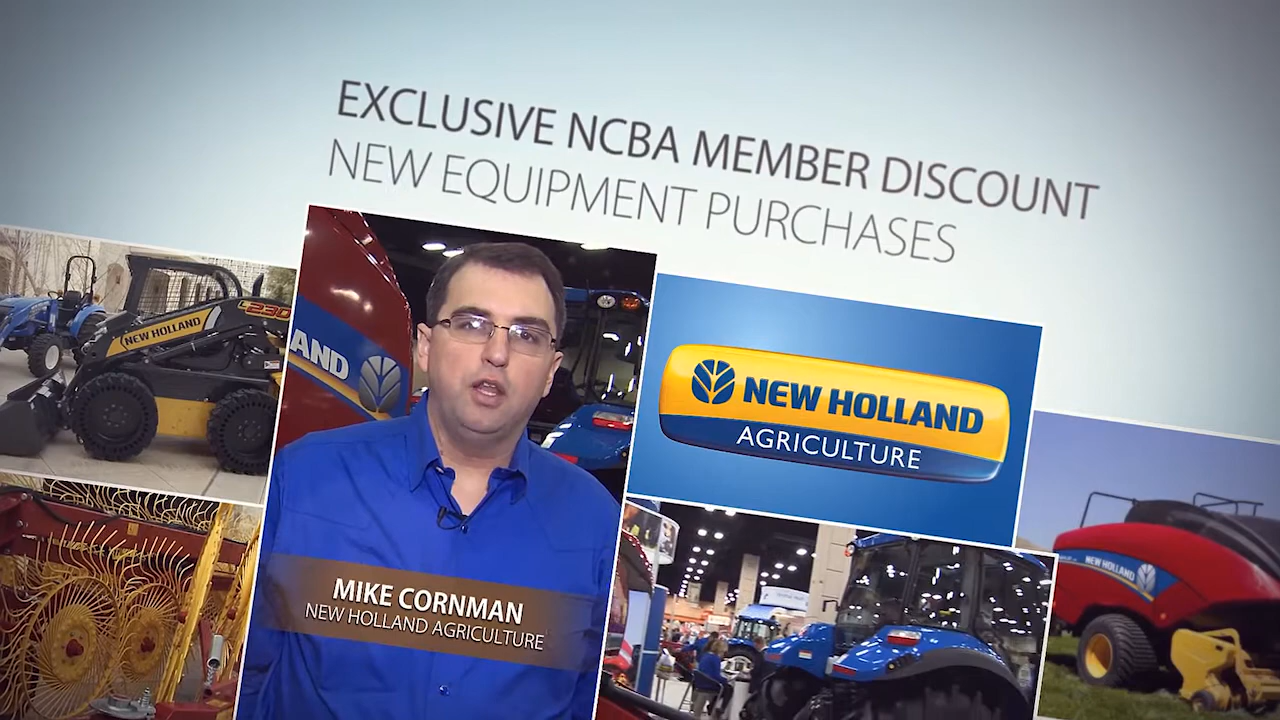 EXCLUSIVE NCBA MEMBER DISCOUNT
NEW EQUIPMENT PURCHASES
NEW HOLLAND
L230
AND
NEW HOLLAND
AGRICULTURE
NEW HOLLAND
MIKE CORNMAN
NEW HOLLAND AGRICULTURE